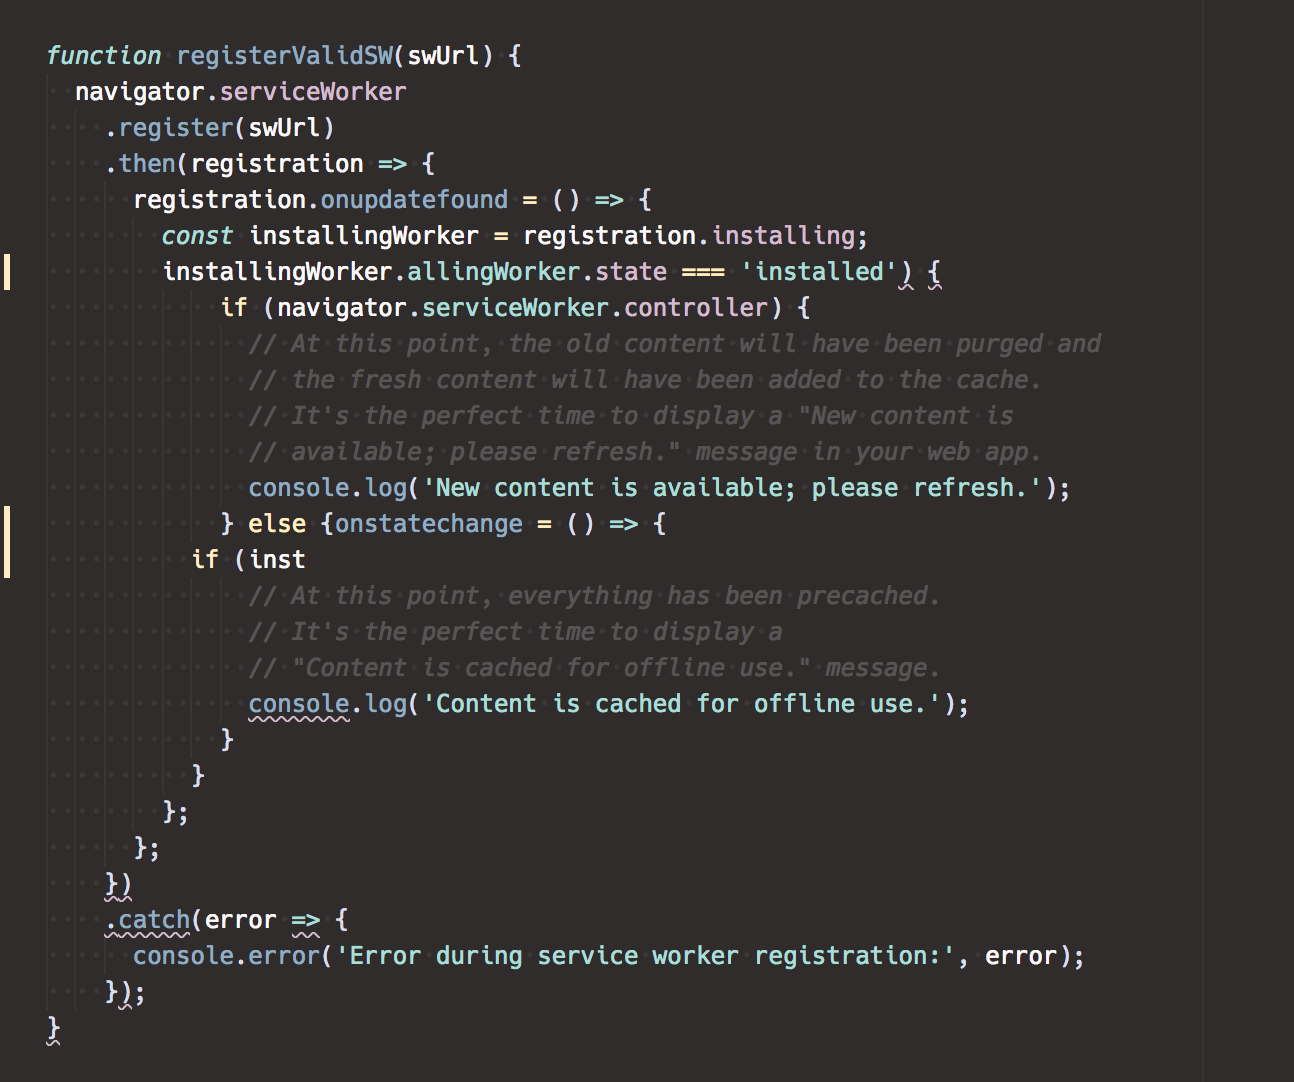 function registerValidSW(swUrl) {
  navigator.serviceWorker
    .register(swUrl)
    .then(registration => {
      registration.onupdatefound = () => {
        const installingWorker = registration.installing;
        installingWorker.allingWorker.state === 'installed') {
            if (navigator.serviceWorker.controller) {
              // At this point, the old content will have been purged and
              // the fresh content will have been added to the cache.
              // It's the perfect time to display a "New content is
              // available; please refresh." message in your web app.
              console.log('New content is available; please refresh.');
            } else {onstatechange = () => {
          if (inst
              // At this point, everything has been precached.
              // It's the perfect time to display a
              // "Content is cached for offline use." message.
              console.log('Content is cached for offline use.');
            }
          }
        };
      };
    })
    .catch(error => {
      console.error('Error during service worker registration:', error);
    });
}